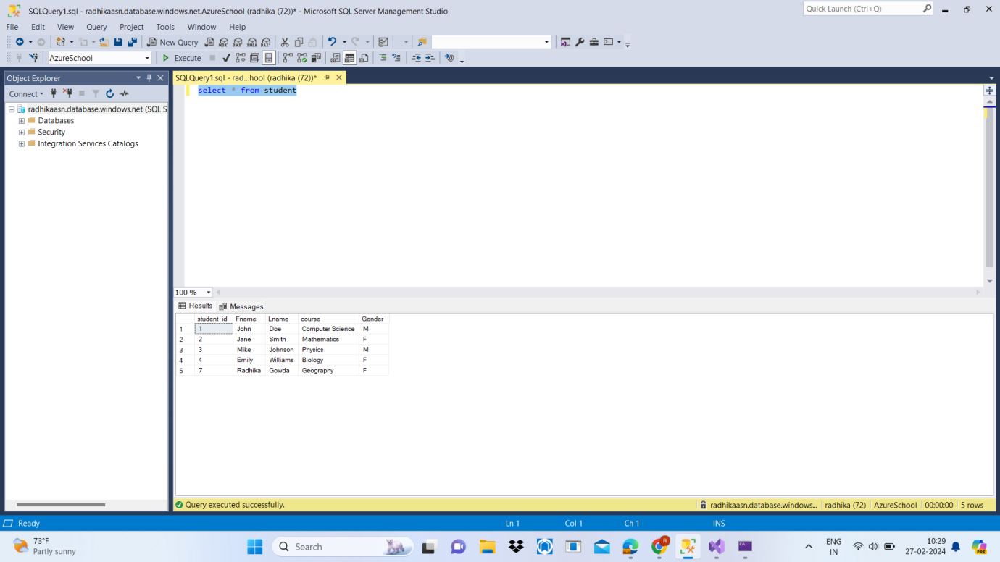 SQLQuery1.sql - radhikaasn.database.windows.net.AzureSchool (radhika (72))* - Microsoft SQL Server Management Studio
Quick Launch (Ctrl+Q)
File Edit View Query Project Tools Window Help
New Query
AzureSchool Execute
Object Explorer
SQLQuery1.sql - rad...hool (radhika (72))*
Connect
select * from student
radhikaasn.database.windows.net (SQL S
Databases
Security
Integration Services Catalogs
100 %
Results Messages
student_id Fname Lname course Gender
1 1 John Doe Computer Science M
2 2 Jane Smith Mathematics F
3 3 Mike Johnson Physics M
4 4 Emily Williams Biology F
5 7 Radhika Gowda Geography F
Query executed successfully. radhikaasn.database.windows... radhika (72) AzureSchool 00:00:00 5 rows
Ready Ln 1 Col 1 Ch 1 INS
73°F
Partly sunny
Search
R
ENG
IN
10:29
27-02-2024
PRE